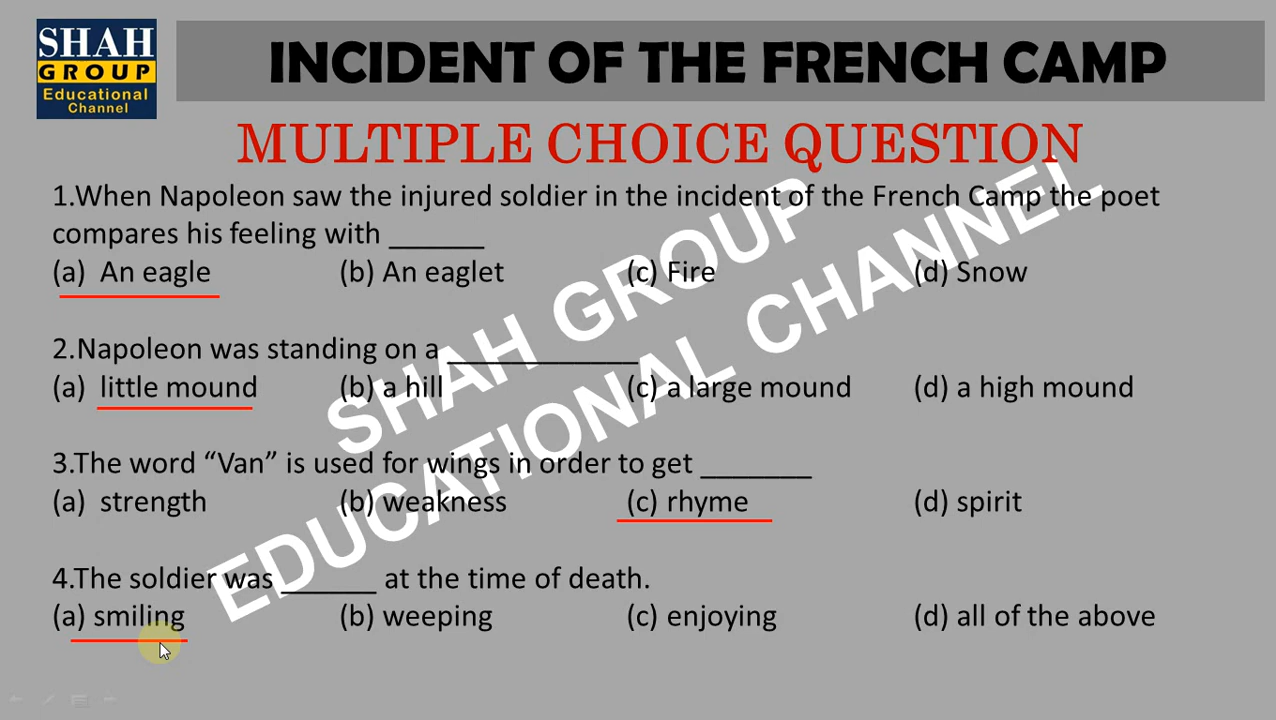 SHAH
GROUP
Educational
Channel
INCIDENT OF THE FRENCH CAMP
MULTIPLE CHOICE QUESTION
1.When Napoleon saw the injured soldier in the incident of the French Camp the poet
compares his feeling with ______
(a) An eagle (b) An eaglet (c) Fire (d) Snow
2.Napoleon was standing on a ____________
(a) little mound (b) a hill (c) a large mound (d) a high mound
3.The word “Van” is used for wings in order to get _______
(a) strength (b) weakness (c) rhyme (d) spirit
4.The soldier was ______ at the time of death.
(a) smiling (b) weeping (c) enjoying (d) all of the above
SHAH GROUP
EDUCATIONAL CHANNEL